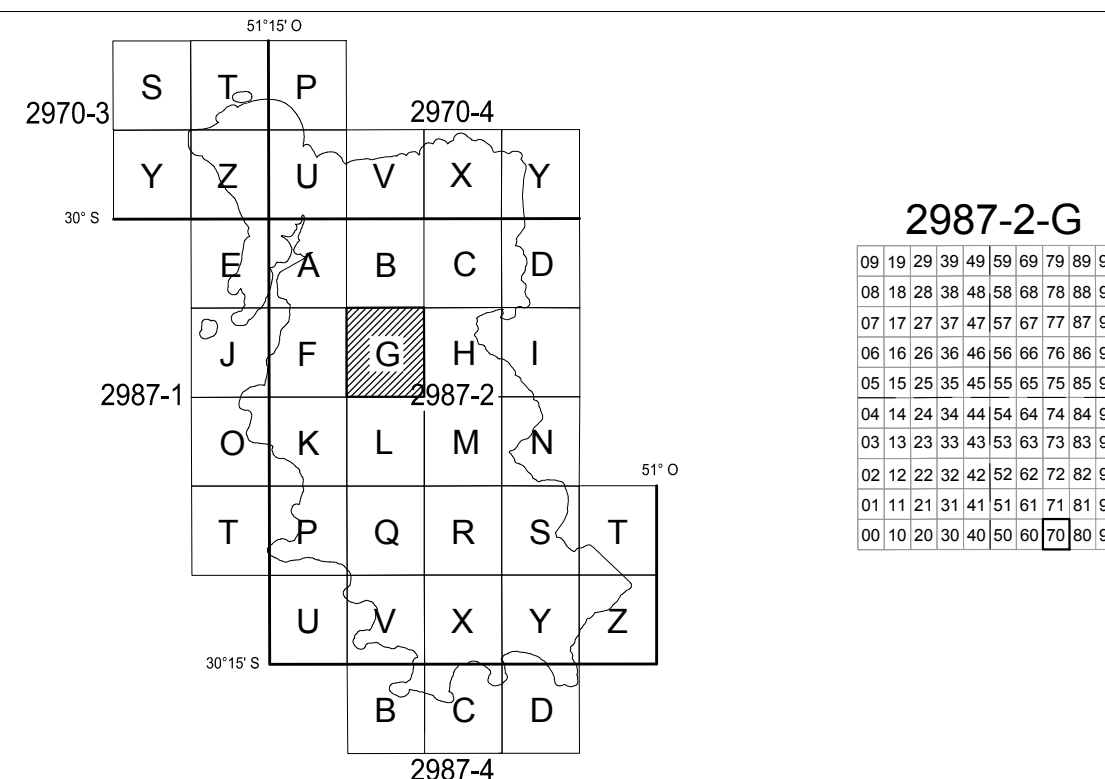 51°15' O
S T P
2970-3 2970-4
Y Z U V X Y
30° S
E A B C D
J F G H I
2987-1 2987-2
O K L M N
51° O
T P Q R S T
U V X Y Z
30°15' S
B C D
2987-4
2987-2-G
09 19 29 39 49 59 69 79 89
08 18 28 38 48 58 68 78 88
07 17 27 37 47 57 67 77 87
06 16 26 36 46 56 66 76 86
05 15 25 35 45 55 65 75 85
04 14 24 34 44 54 64 74 84
03 13 23 33 43 53 63 73 83
02 12 22 32 42 52 62 72 82
01 11 21 31 41 51 61 71 81
00 10 20 30 40 50 60 70 80